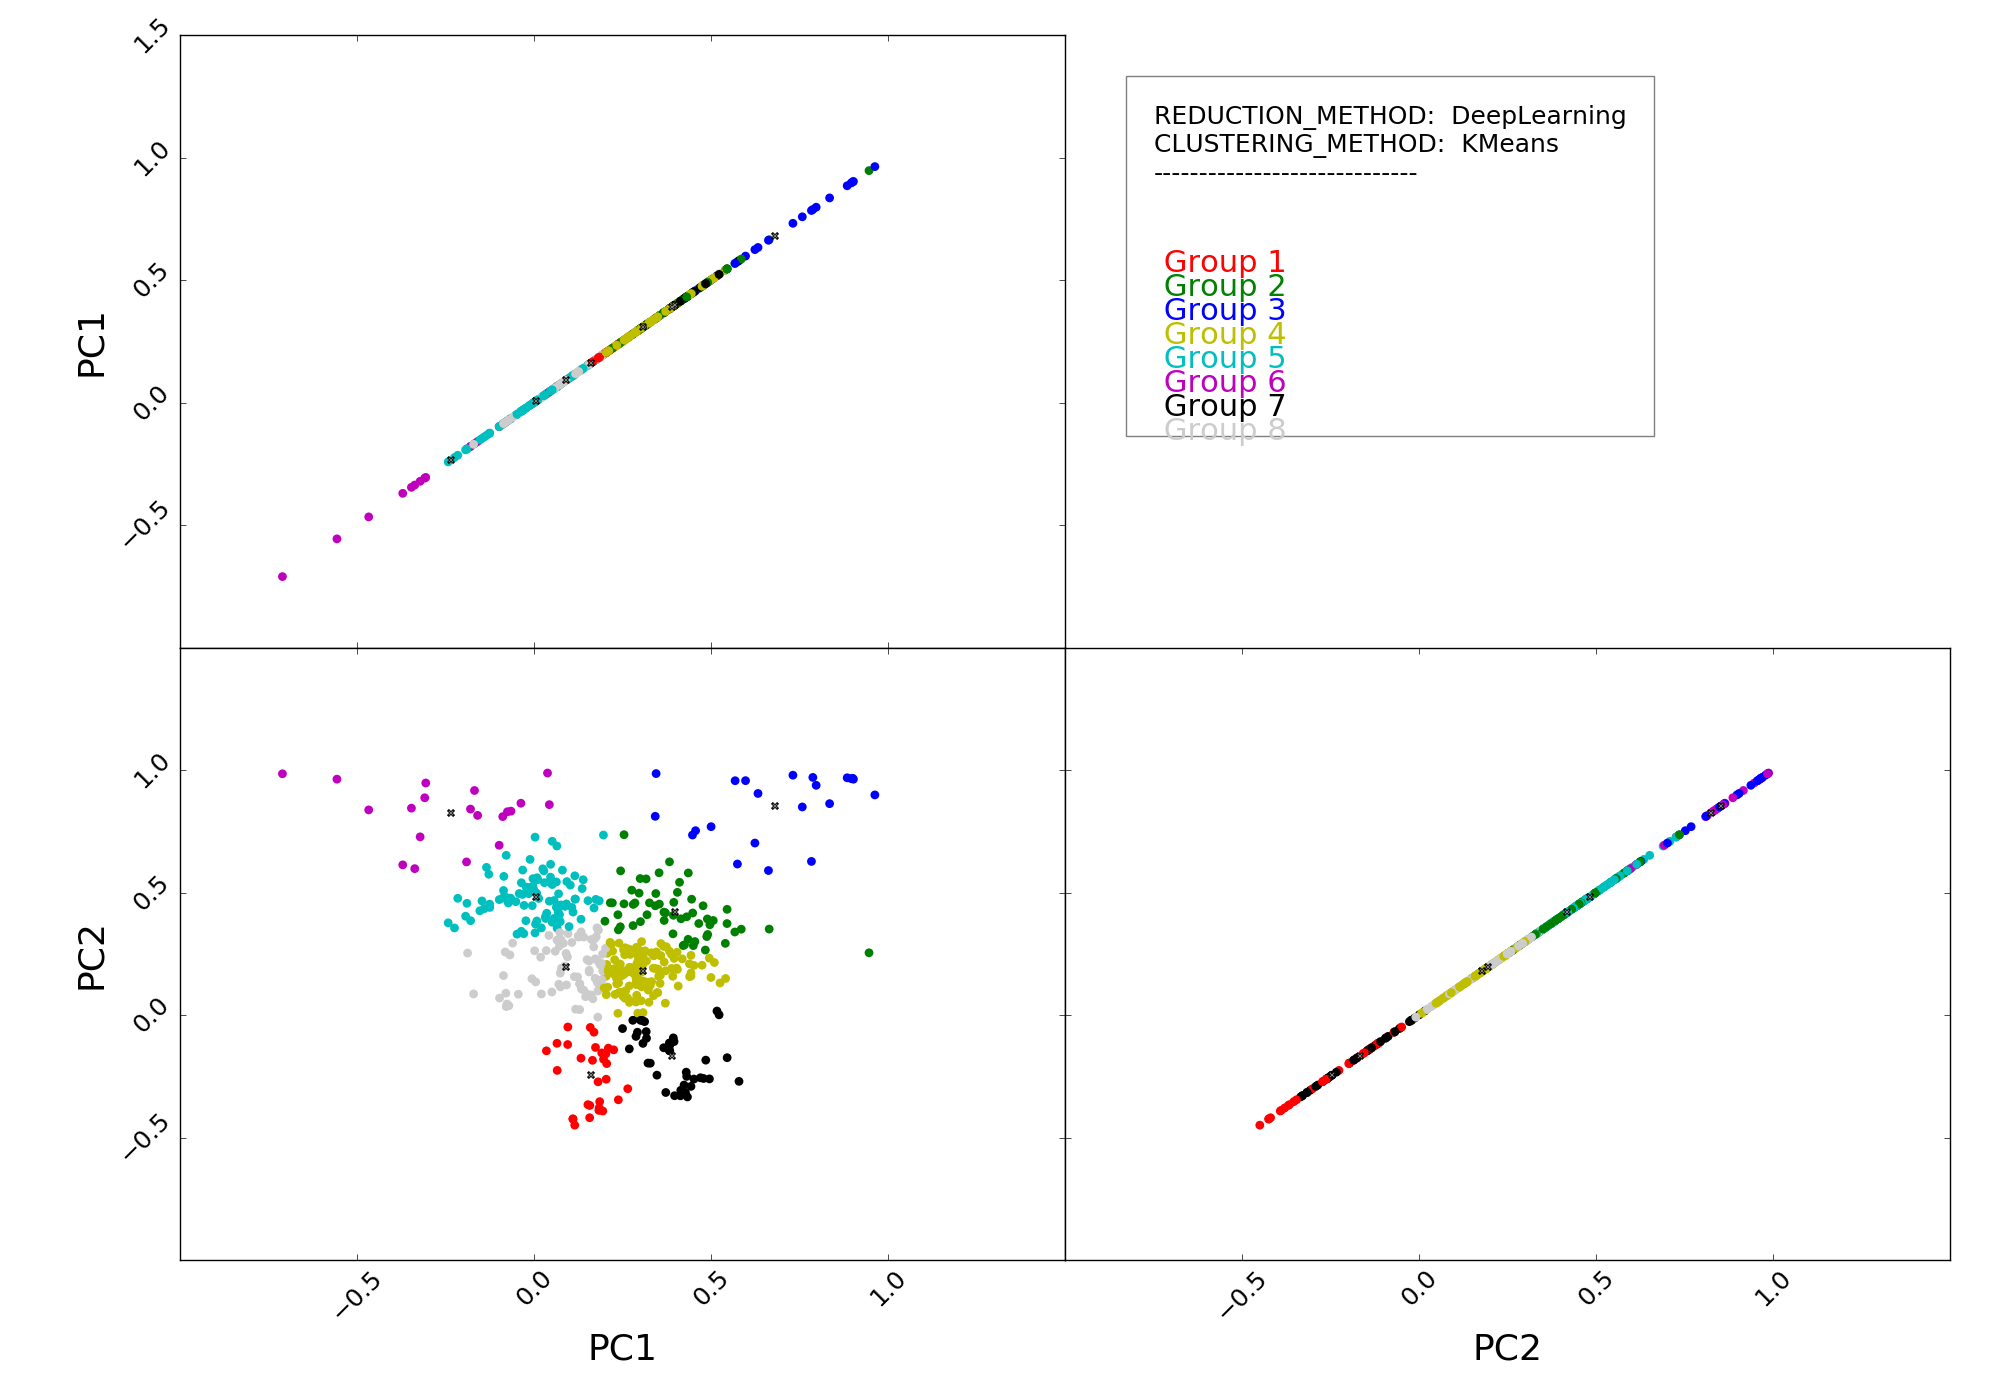 1.5
1.0
0.5
0.0
−0.5
PC1
REDUCTION_METHOD:  DeepLearning
CLUSTERING_METHOD:  KMeans
-----------------------------
Group 1
Group 2
Group 3
Group 4
Group 5
Group 6
Group 7
Group 8
1.0
0.5
0.0
−0.5
PC2
−0.5 0.0 0.5 1.0
−0.5 0.0 0.5 1.0
PC1
PC2